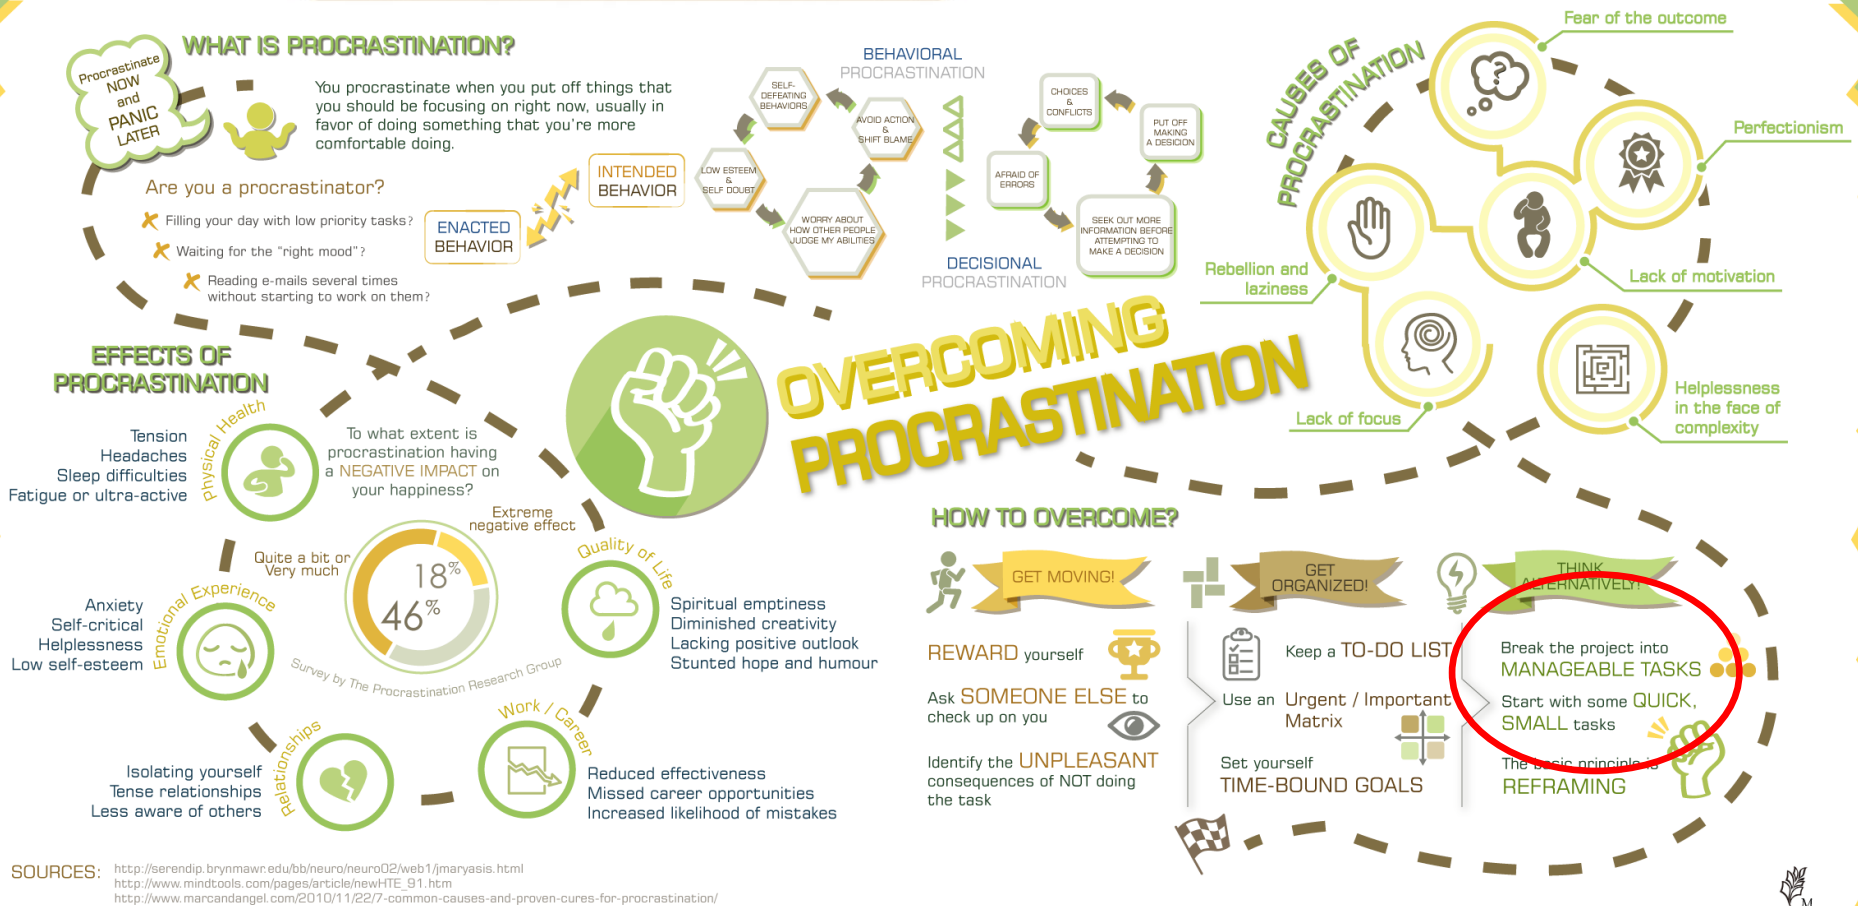 Procrastinate
NOW
and
PANIC
LATER
WHAT IS PROCRASTINATION?
You procrastinate when you put off things that
you should be focusing on right now, usually in
favor of doing something that you're more
comfortable doing.
Are you a procrastinator?
Filling your day with low priority tasks?
Waiting for the "right mood"?
Reading e-mails several times
without starting to work on them?
ENACTED
BEHAVIOR
INTENDED
BEHAVIOR
BEHAVIORAL
PROCRASTINATION
SELF-
DEFEATING
BEHAVIORS
AVOID ACTION
&
SHIFT BLAME
LOW ESTEEM
&
SELF DOUBT
WORRY ABOUT
HOW OTHER PEOPLE
JUDGE MY ABILITIES
CHOICES
&
CONFLICTS
PUT OFF
MAKING
A DESICION
AFRAID OF
ERRORS
SEEK OUT MORE
INFORMATION BEFORE
ATTEMPTING TO
MAKE A DECISION
DECISIONAL
PROCRASTINATION
CAUSES OF
PROCRASTINATION
Fear of the outcome
Perfectionism
Rebellion and
laziness
Lack of motivation
Lack of focus
Helplessness
in the face of
complexity
OVERCOMING
PROCRASTINATION
EFFECTS OF
PROCRASTINATION
Physical Health
Tension
Headaches
Sleep difficulties
Fatigue or ultra-active
To what extent is
procrastination having
a NEGATIVE IMPACT on
your happiness?
Extreme
negative effect
Quite a bit or
Very much
18%
46%
Survey by The Procrastination Research Group
Emotional Experience
Anxiety
Self-critical
Helplessness
Low self-esteem
Quality of Life
Spiritual emptiness
Diminished creativity
Lacking positive outlook
Stunted hope and humour
Relationships
Isolating yourself
Tense relationships
Less aware of others
Work / Career
Reduced effectiveness
Missed career opportunities
Increased likelihood of mistakes
HOW TO OVERCOME?
GET MOVING!
REWARD yourself
Ask SOMEONE ELSE to
check up on you
Identify the UNPLEASANT
consequences of NOT doing
the task
GET
ORGANIZED!
Keep a TO-DO LIST
Use an Urgent / Important
Matrix
Set yourself
TIME-BOUND GOALS
THINK
ALTERNATIVELY!
Break the project into
MANAGEABLE TASKS
Start with some QUICK,
SMALL tasks
The basic principle is
REFRAMING
SOURCES:
http://serendip.brynmawr.edu/bb/neuro/neuro02/web1/jmaryasis.html
http://www.mindtools.com/pages/article/newHTE_91.htm
http://www.marcandangel.com/2010/11/22/7-common-causes-and-proven-cures-for-procrastination/
M